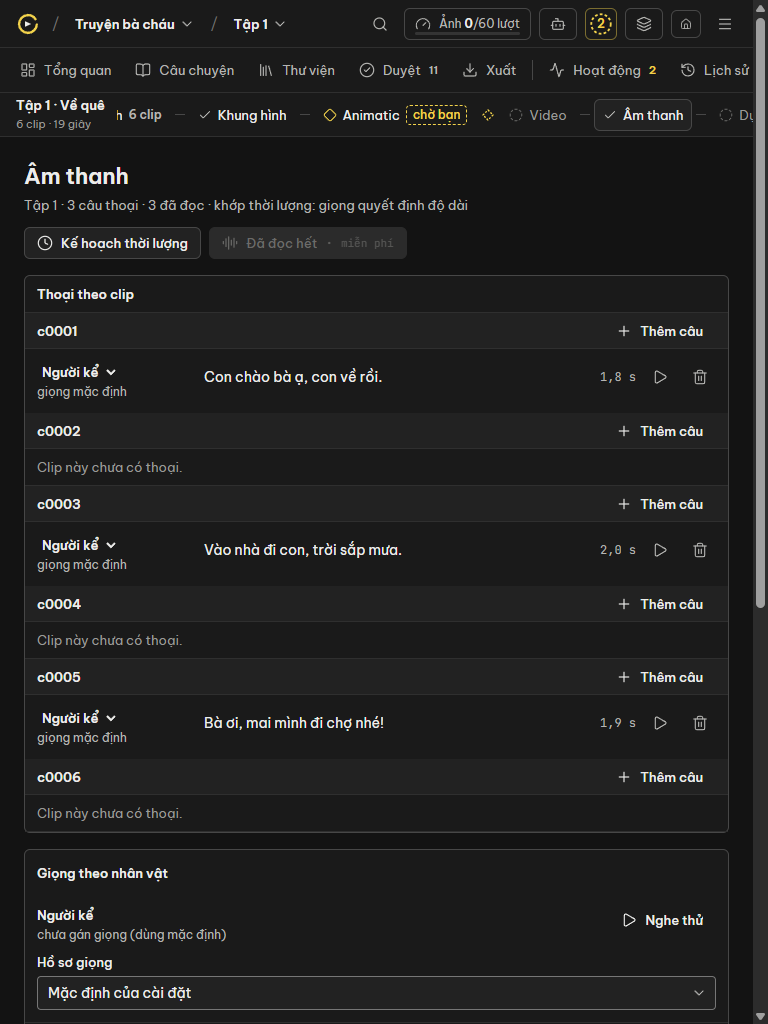 / Truyện bà cháu / Tập 1 Ảnh 0/60 lượt 2
Tổng quan Câu chuyện Thư viện Duyệt 11 Xuất Hoạt động 2 Lịch sử
Tập 1 · Về quê
6 clip · 19 giây
6 clip Khung hình Animatic chờ bạn Video Âm thanh
Âm thanh
Tập 1 · 3 câu thoại · 3 đã đọc · khớp thời lượng: giọng quyết định độ dài
Kế hoạch thời lượng Đã đọc hết · miễn phí
Thoại theo clip
c0001 Thêm câu
Người kể Con chào bà ạ, con về rồi. 1,8 s
giọng mặc định
c0002 Thêm câu
Clip này chưa có thoại.
c0003 Thêm câu
Người kể Vào nhà đi con, trời sắp mưa. 2,0 s
giọng mặc định
c0004 Thêm câu
Clip này chưa có thoại.
c0005 Thêm câu
Người kể Bà ơi, mai mình đi chợ nhé! 1,9 s
giọng mặc định
c0006 Thêm câu
Clip này chưa có thoại.
Giọng theo nhân vật
Người kể Nghe thử
chưa gán giọng (dùng mặc định)
Hồ sơ giọng
Mặc định của cài đặt